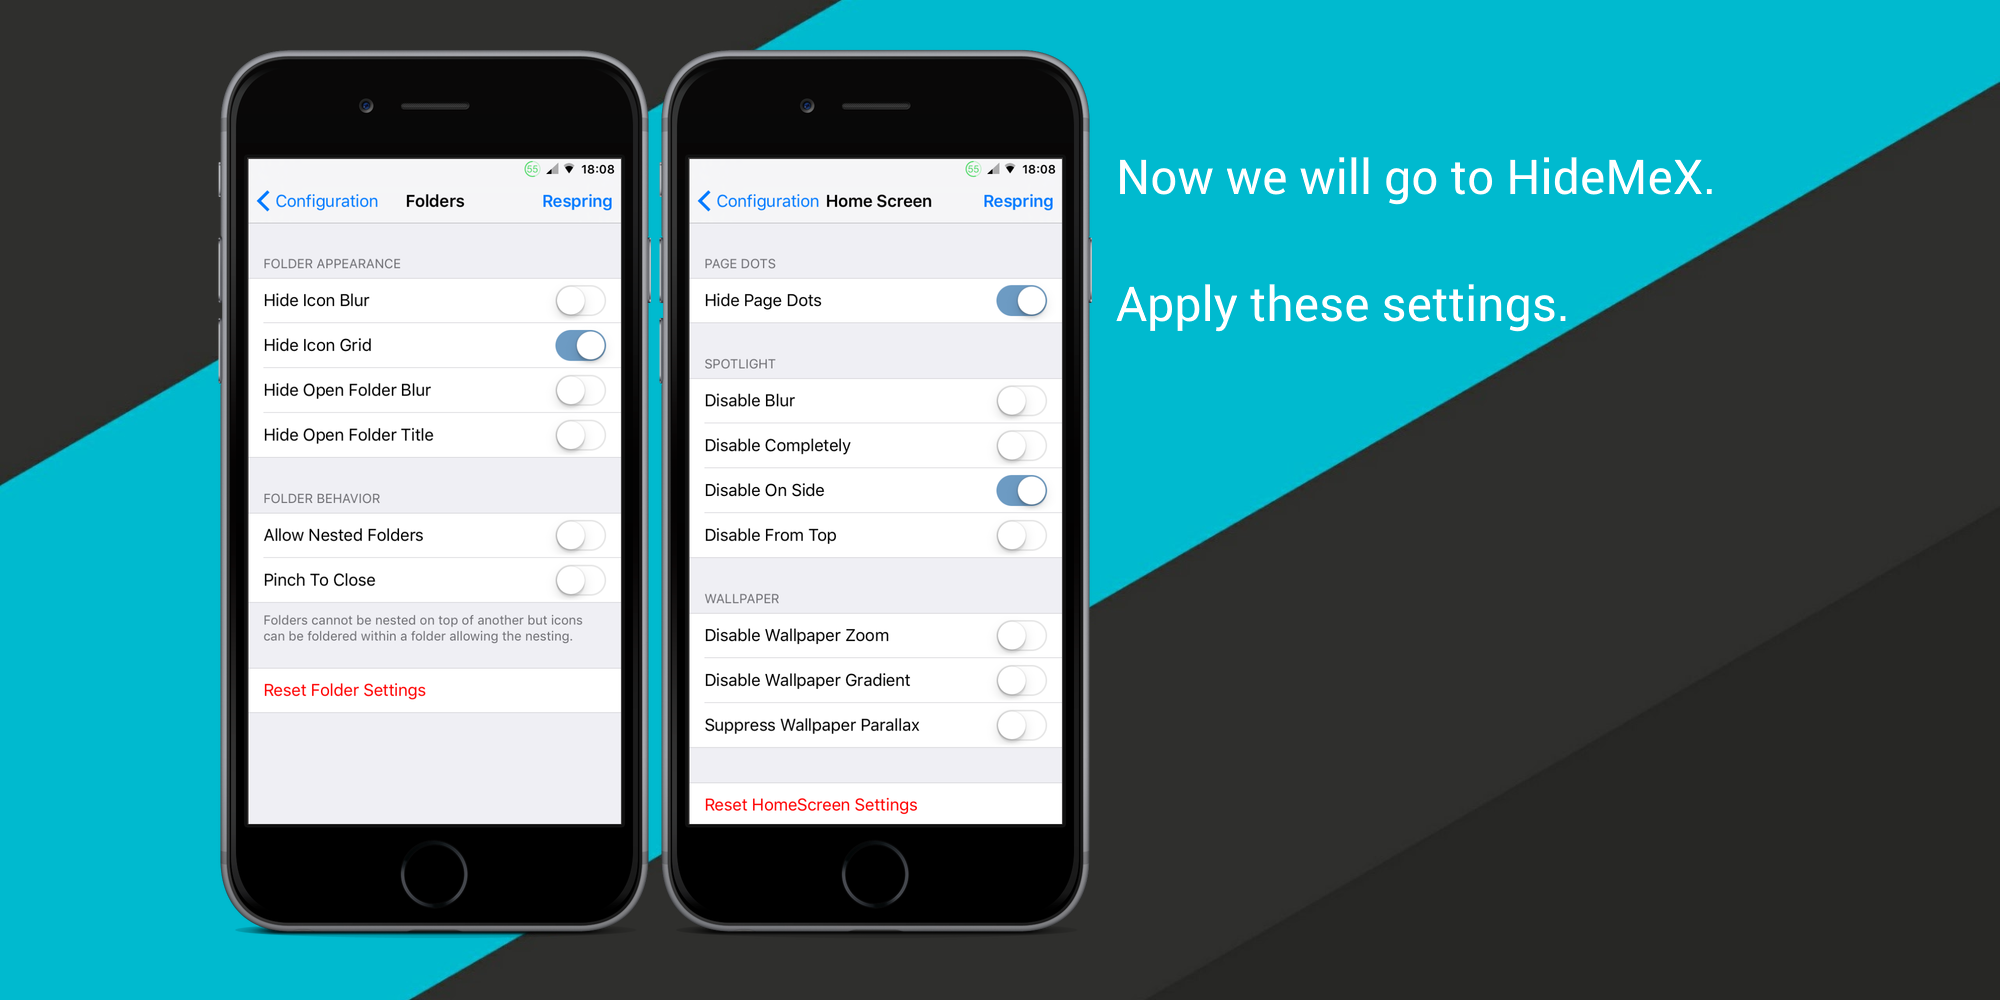 55 18:08
Configuration Folders Respring
FOLDER APPEARANCE
Hide Icon Blur
Hide Icon Grid
Hide Open Folder Blur
Hide Open Folder Title
FOLDER BEHAVIOR
Allow Nested Folders
Pinch To Close
Folders cannot be nested on top of another but icons
can be foldered within a folder allowing the nesting.
Reset Folder Settings
55 18:08
Configuration Home Screen Respring
PAGE DOTS
Hide Page Dots
SPOTLIGHT
Disable Blur
Disable Completely
Disable On Side
Disable From Top
WALLPAPER
Disable Wallpaper Zoom
Disable Wallpaper Gradient
Suppress Wallpaper Parallax
Reset HomeScreen Settings
Now we will go to HideMeX.
Apply these settings.